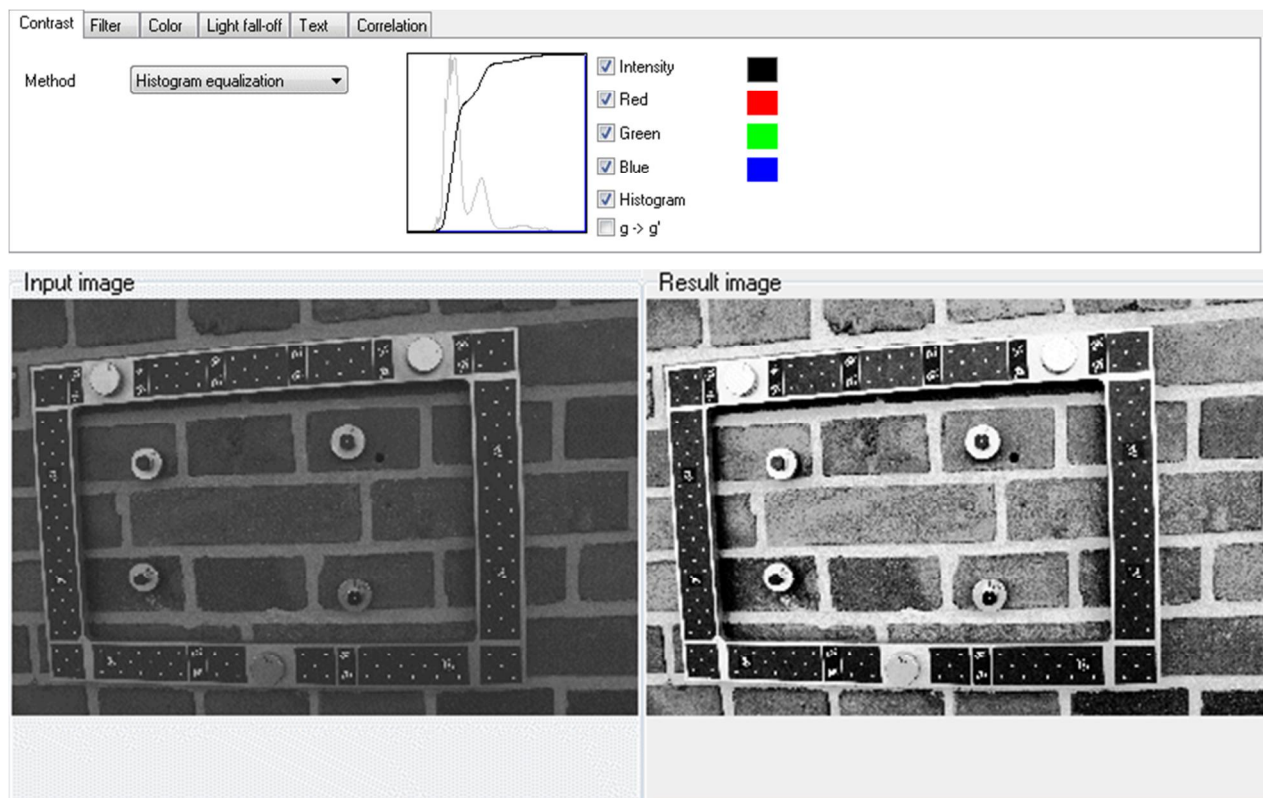 Contrast Filter Color Light fall-off Text Correlation
Method Histogram equalization
Intensity
Red
Green
Blue
Histogram
g -> g'
Input image Result image